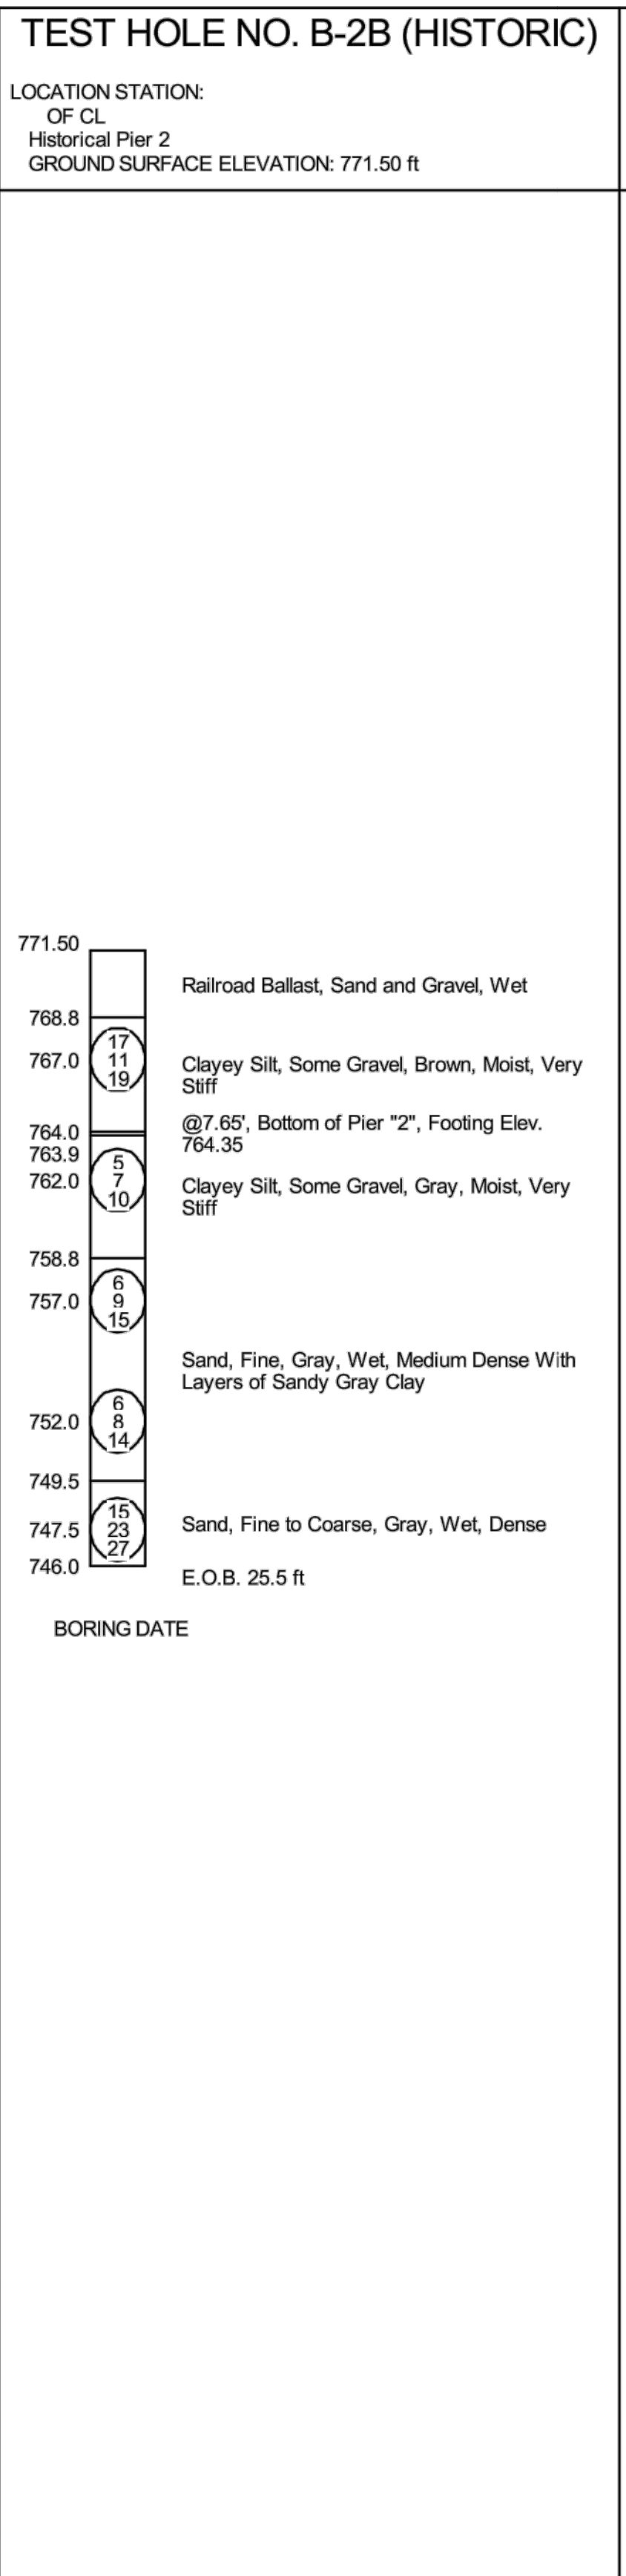 TEST HOLE NO. B-2B (HISTORIC)
LOCATION STATION:
OF CL
Historical Pier 2
GROUND SURFACE ELEVATION: 771.50 ft
771.50
Railroad Ballast, Sand and Gravel, Wet
768.8
17
767.0 11 Clayey Silt, Some Gravel, Brown, Moist, Very
19 Stiff
764.0 @7.65', Bottom of Pier "2", Footing Elev.
763.9 764.35
5
762.0 7 Clayey Silt, Some Gravel, Gray, Moist, Very
10 Stiff
758.8
6
757.0 9
15
Sand, Fine, Gray, Wet, Medium Dense With
Layers of Sandy Gray Clay
6
752.0 8
14
749.5
15
747.5 23 Sand, Fine to Coarse, Gray, Wet, Dense
27
746.0 E.O.B. 25.5 ft
BORING DATE